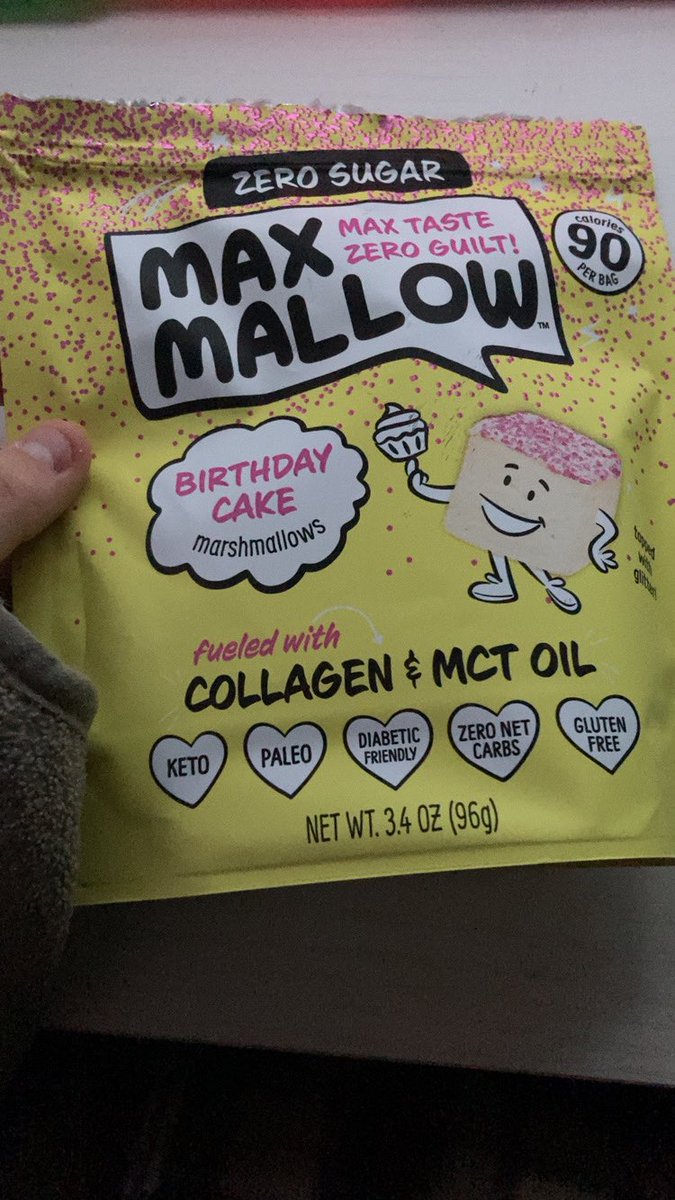 ZERO SUGAR
MAX MAX TASTE
ZERO GUILT!
MALLOW™
calories
90
PER BAG
BIRTHDAY
CAKE
marshmallows
topped
with
glitter!
fueled with
COLLAGEN & MCT OIL
KETO
PALEO
DIABETIC
FRIENDLY
ZERO NET
CARBS
GLUTEN
FREE
NET WT. 3.4 OZ (96g)